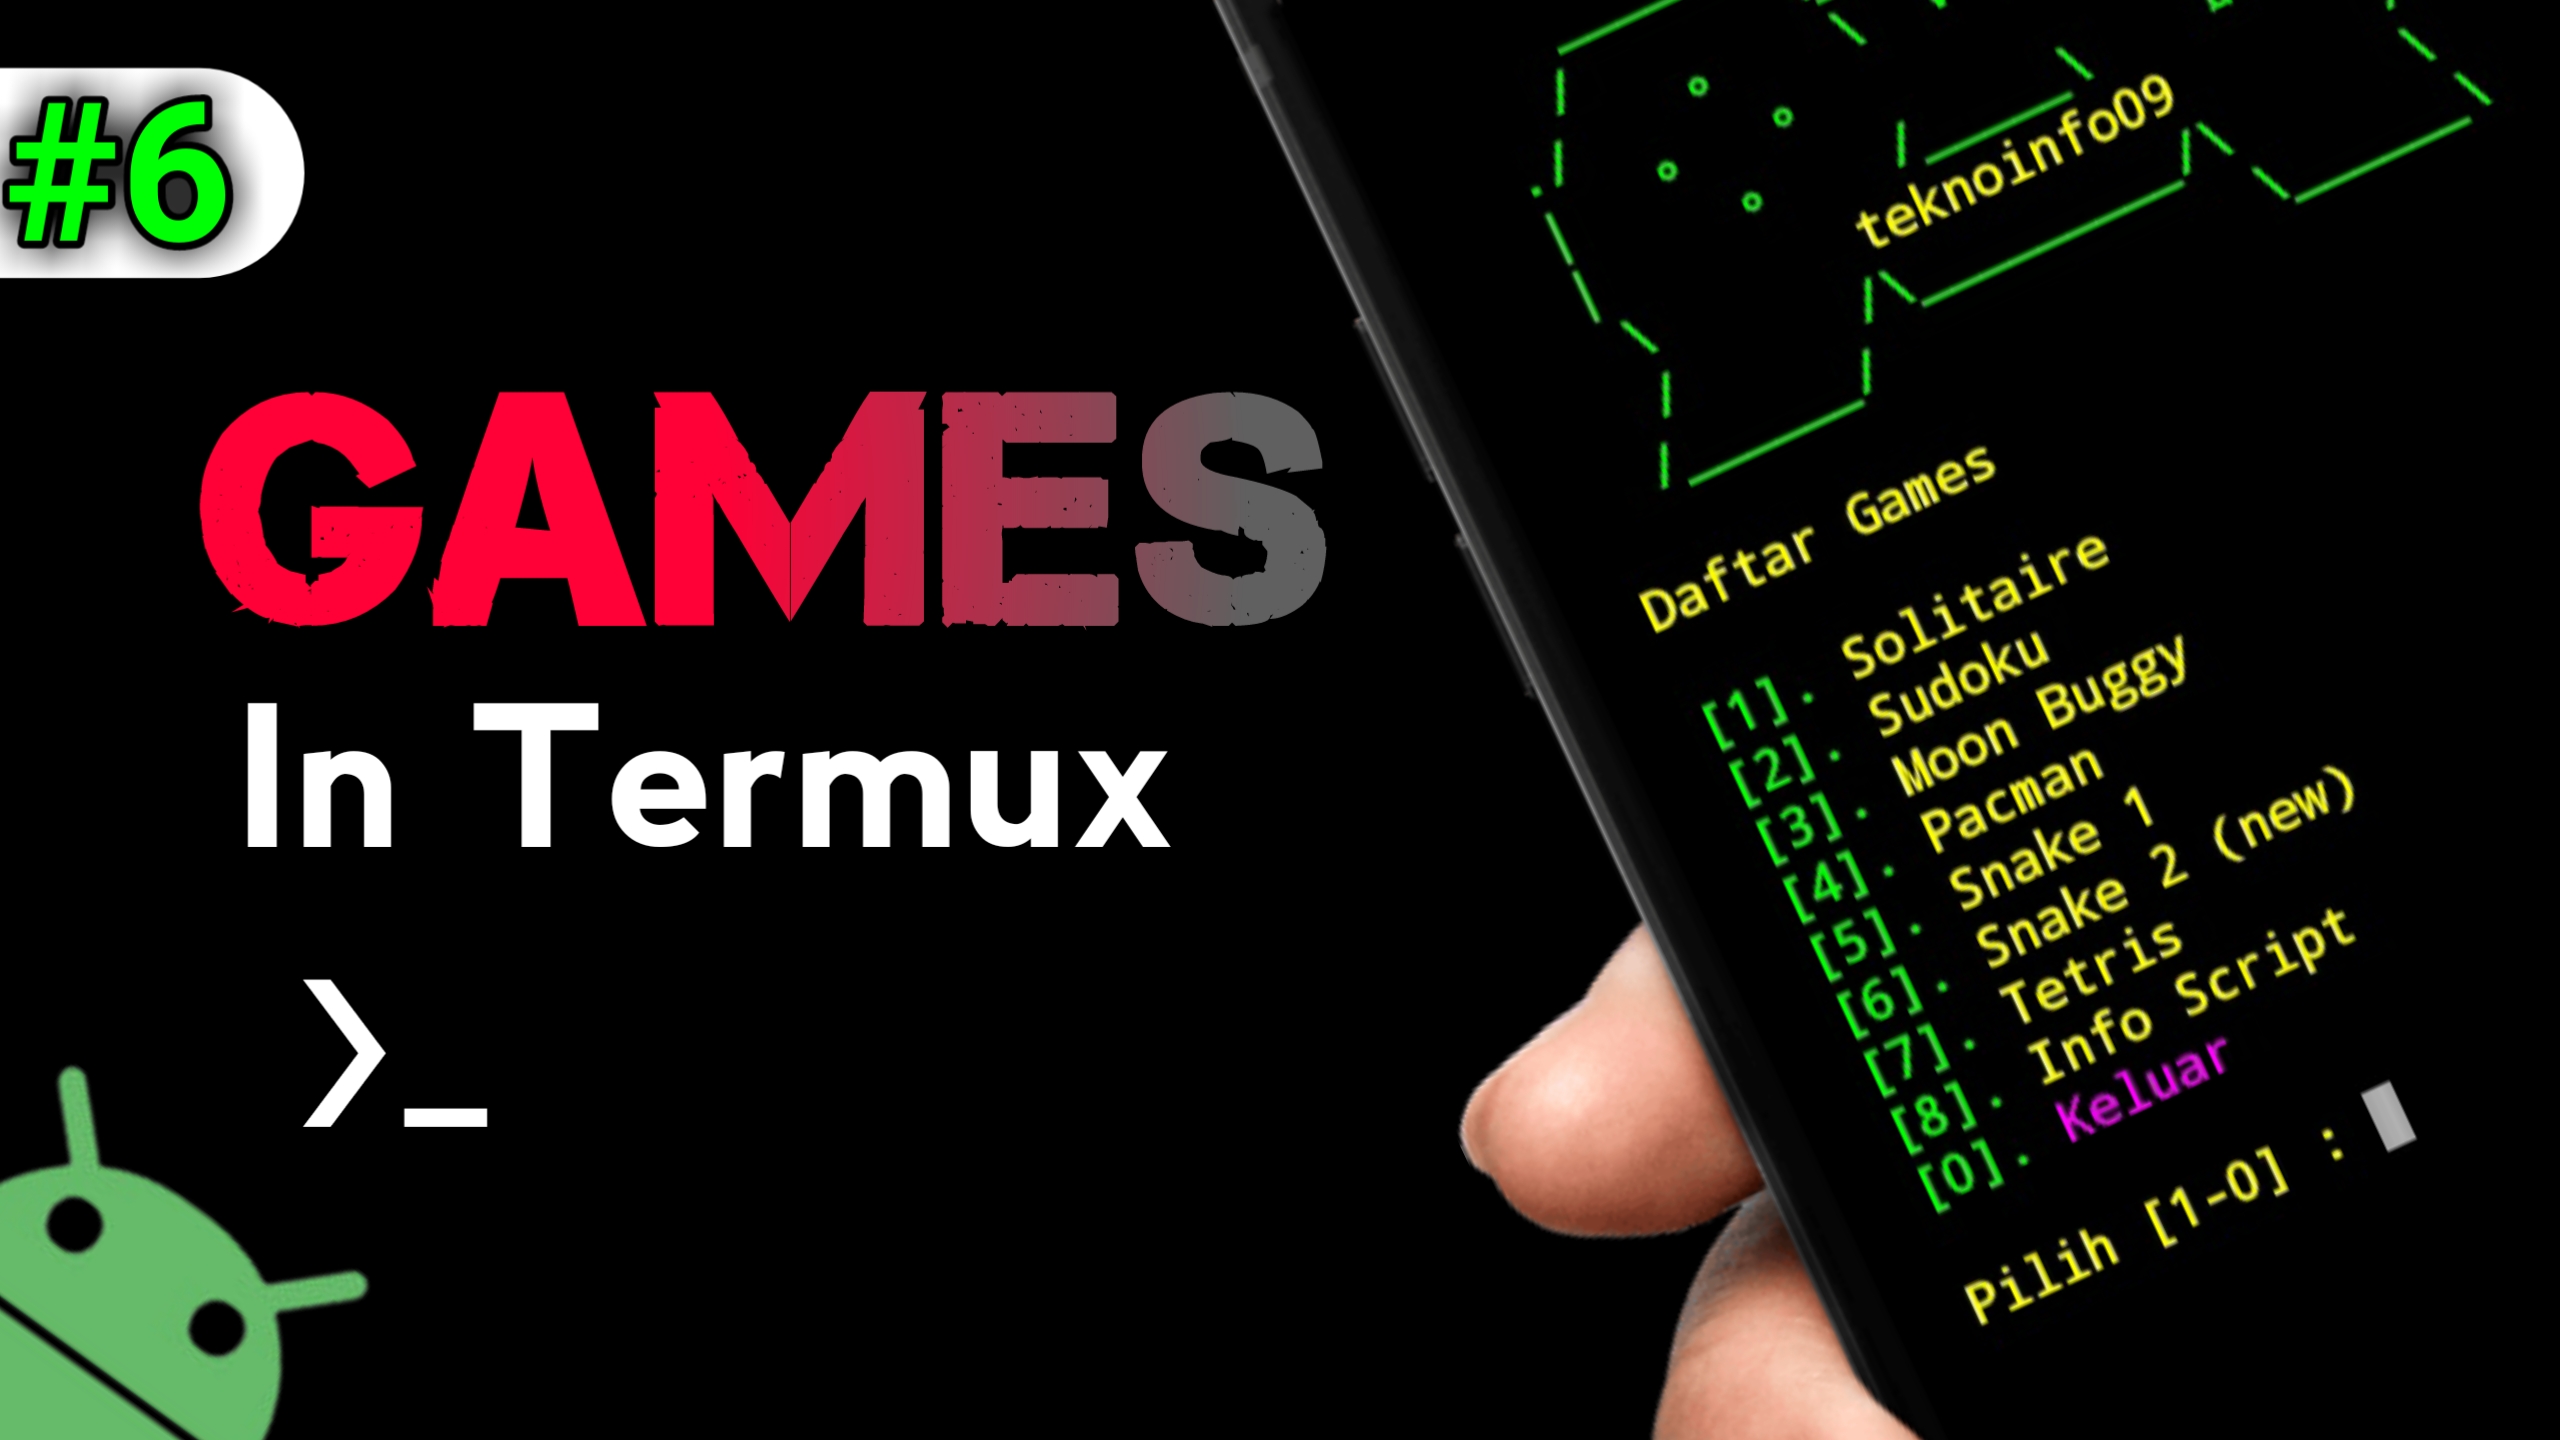 #6
GAMES
In Termux
>_
teknoinfo09
Daftar Games
[1]. Solitaire
[2]. Sudoku
[3]. Moon Buggy
[4]. Pacman
[5]. Snake 1
[6]. Snake 2 (new)
[7]. Tetris
[8]. Info Script
[0]. Keluar
Pilih [1-0] :